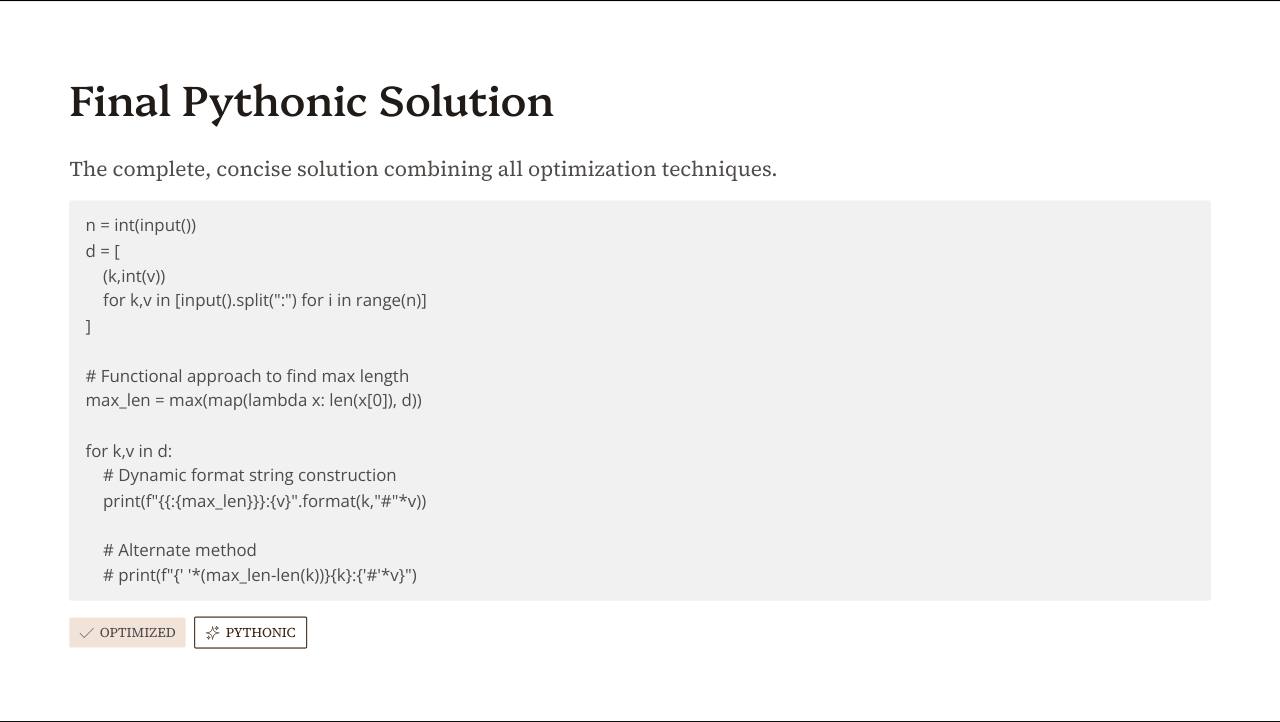 Final Pythonic Solution
The complete, concise solution combining all optimization techniques.
n = int(input())
d = [
    (k,int(v))
    for k,v in [input().split(":") for i in range(n)]
]
# Functional approach to find max length
max_len = max(map(lambda x: len(x[0]), d))
for k,v in d:
    # Dynamic format string construction
    print(f"{{:{max_len}}}:{v}".format(k,"#"*v))
    # Alternate method
    # print(f"{' '*(max_len-len(k))}{k}:{'#'*v}")
OPTIMIZED PYTHONIC